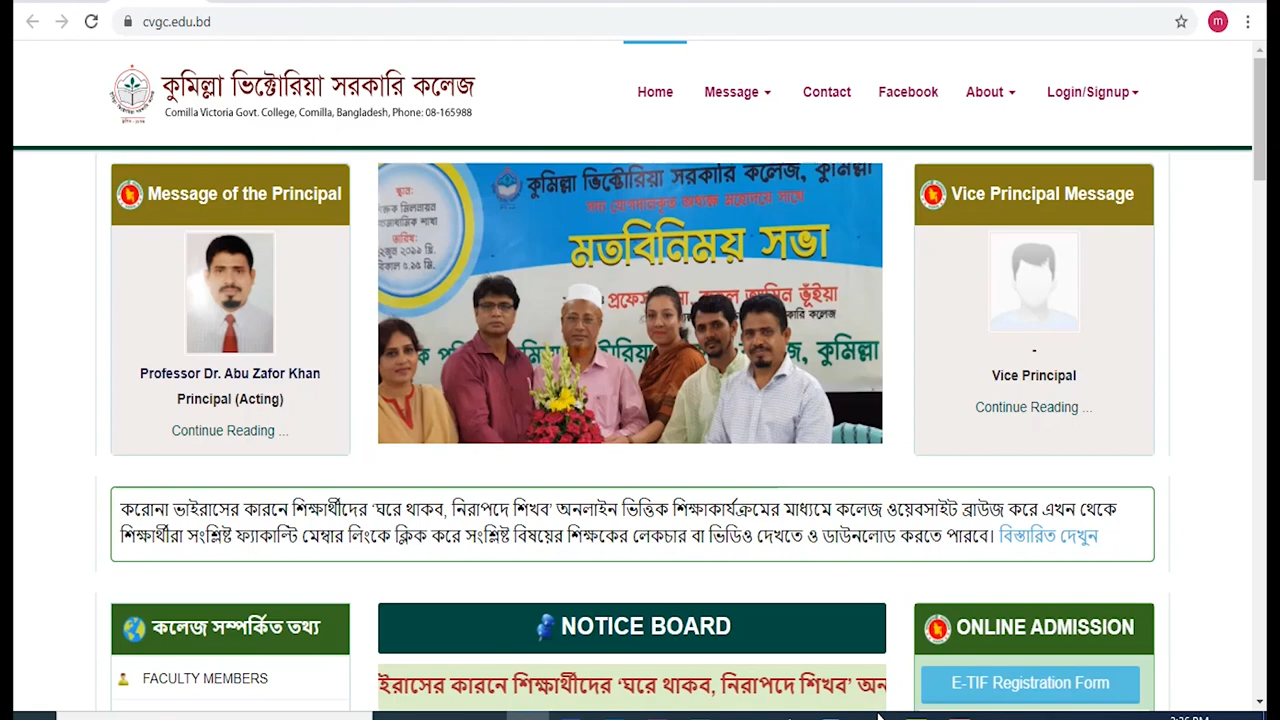 cvgc.edu.bd
m
কুমিল্লা ভিক্টোরিয়া সরকারি কলেজ
Comilla Victoria Govt. College, Comilla, Bangladesh, Phone: 08-165988
Home Message Contact Facebook About Login/Signup
Message of the Principal
Professor Dr. Abu Zafor Khan
Principal (Acting)
Continue Reading ...
কুমিল্লা ভিক্টোরিয়া সরকারি কলেজ, কুমিল্লা
মতবিনিময় সভা
Vice Principal Message
-
Vice Principal
Continue Reading ...
করোনা ভাইরাসের কারনে শিক্ষার্থীদের ‘ঘরে থাকব, নিরাপদে শিখব’ অনলাইন ভিত্তিক শিক্ষাকার্যক্রমের মাধ্যমে কলেজ ওয়েবসাইট ব্রাউজ করে এখন থেকে
শিক্ষার্থীরা সংশ্লিষ্ট ফ্যাকাল্টি মেম্বার লিংকে ক্লিক করে সংশ্লিষ্ট বিষয়ের শিক্ষকের লেকচার বা ভিডিও দেখতে ও ডাউনলোড করতে পারবে। বিস্তারিত দেখুন
কলেজ সম্পর্কিত তথ্য
FACULTY MEMBERS
NOTICE BOARD
ইরাসের কারনে শিক্ষার্থীদের ‘ঘরে থাকব, নিরাপদে শিখব’ অন
ONLINE ADMISSION
E-TIF Registration Form